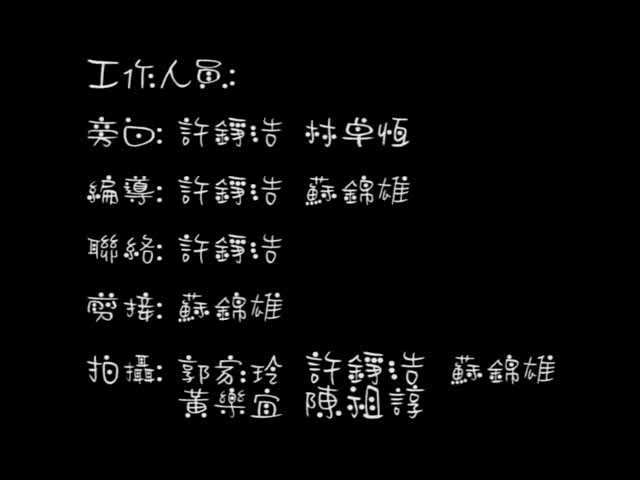 工作人員:
旁白: 許錚浩 林卓恆
編導: 許錚浩 蘇錦雄
聯絡: 許錚浩
剪接: 蘇錦雄
拍攝: 郭家玲 許錚浩 蘇錦雄
黃樂宜 陳祖諄